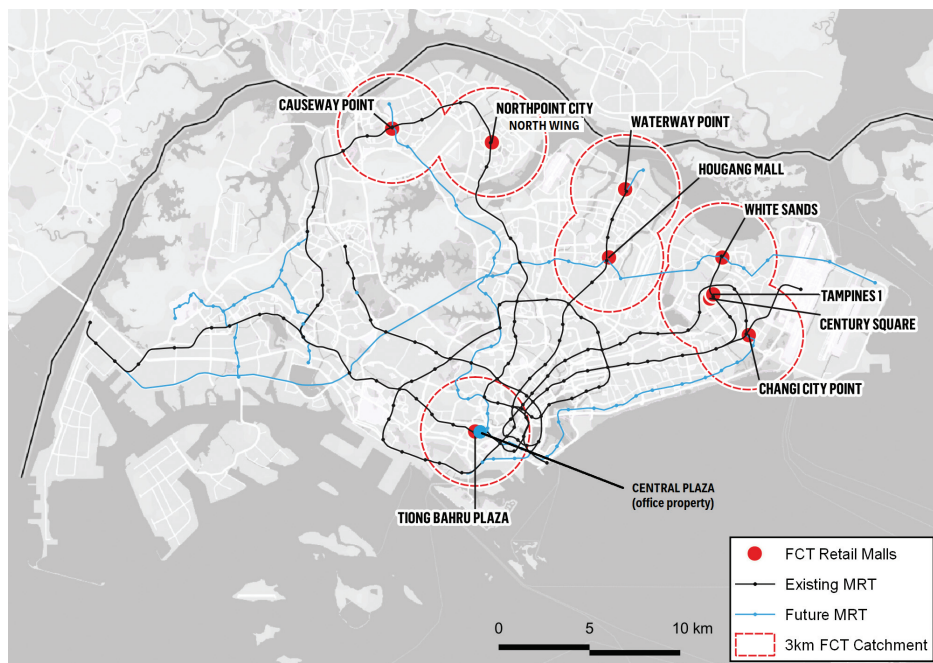 CAUSEWAY POINT
NORTHPOINT CITY
NORTH WING
WATERWAY POINT
HOUGANG MALL
WHITE SANDS
TAMPINES 1
CENTURY SQUARE
CHANGI CITY POINT
CENTRAL PLAZA
(office property)
TIONG BAHRU PLAZA
FCT Retail Malls
Existing MRT
Future MRT
3km FCT Catchment
0 5 10 km